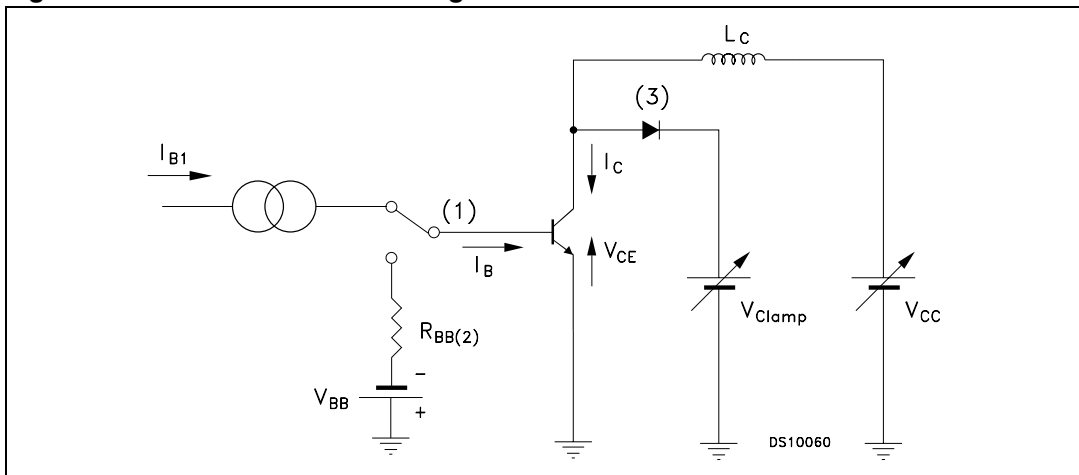 L C
(3)
I B1
I C
(1)
I B
V CE
V Clamp
V CC
R BB(2)
V BB
-
+
DS10060